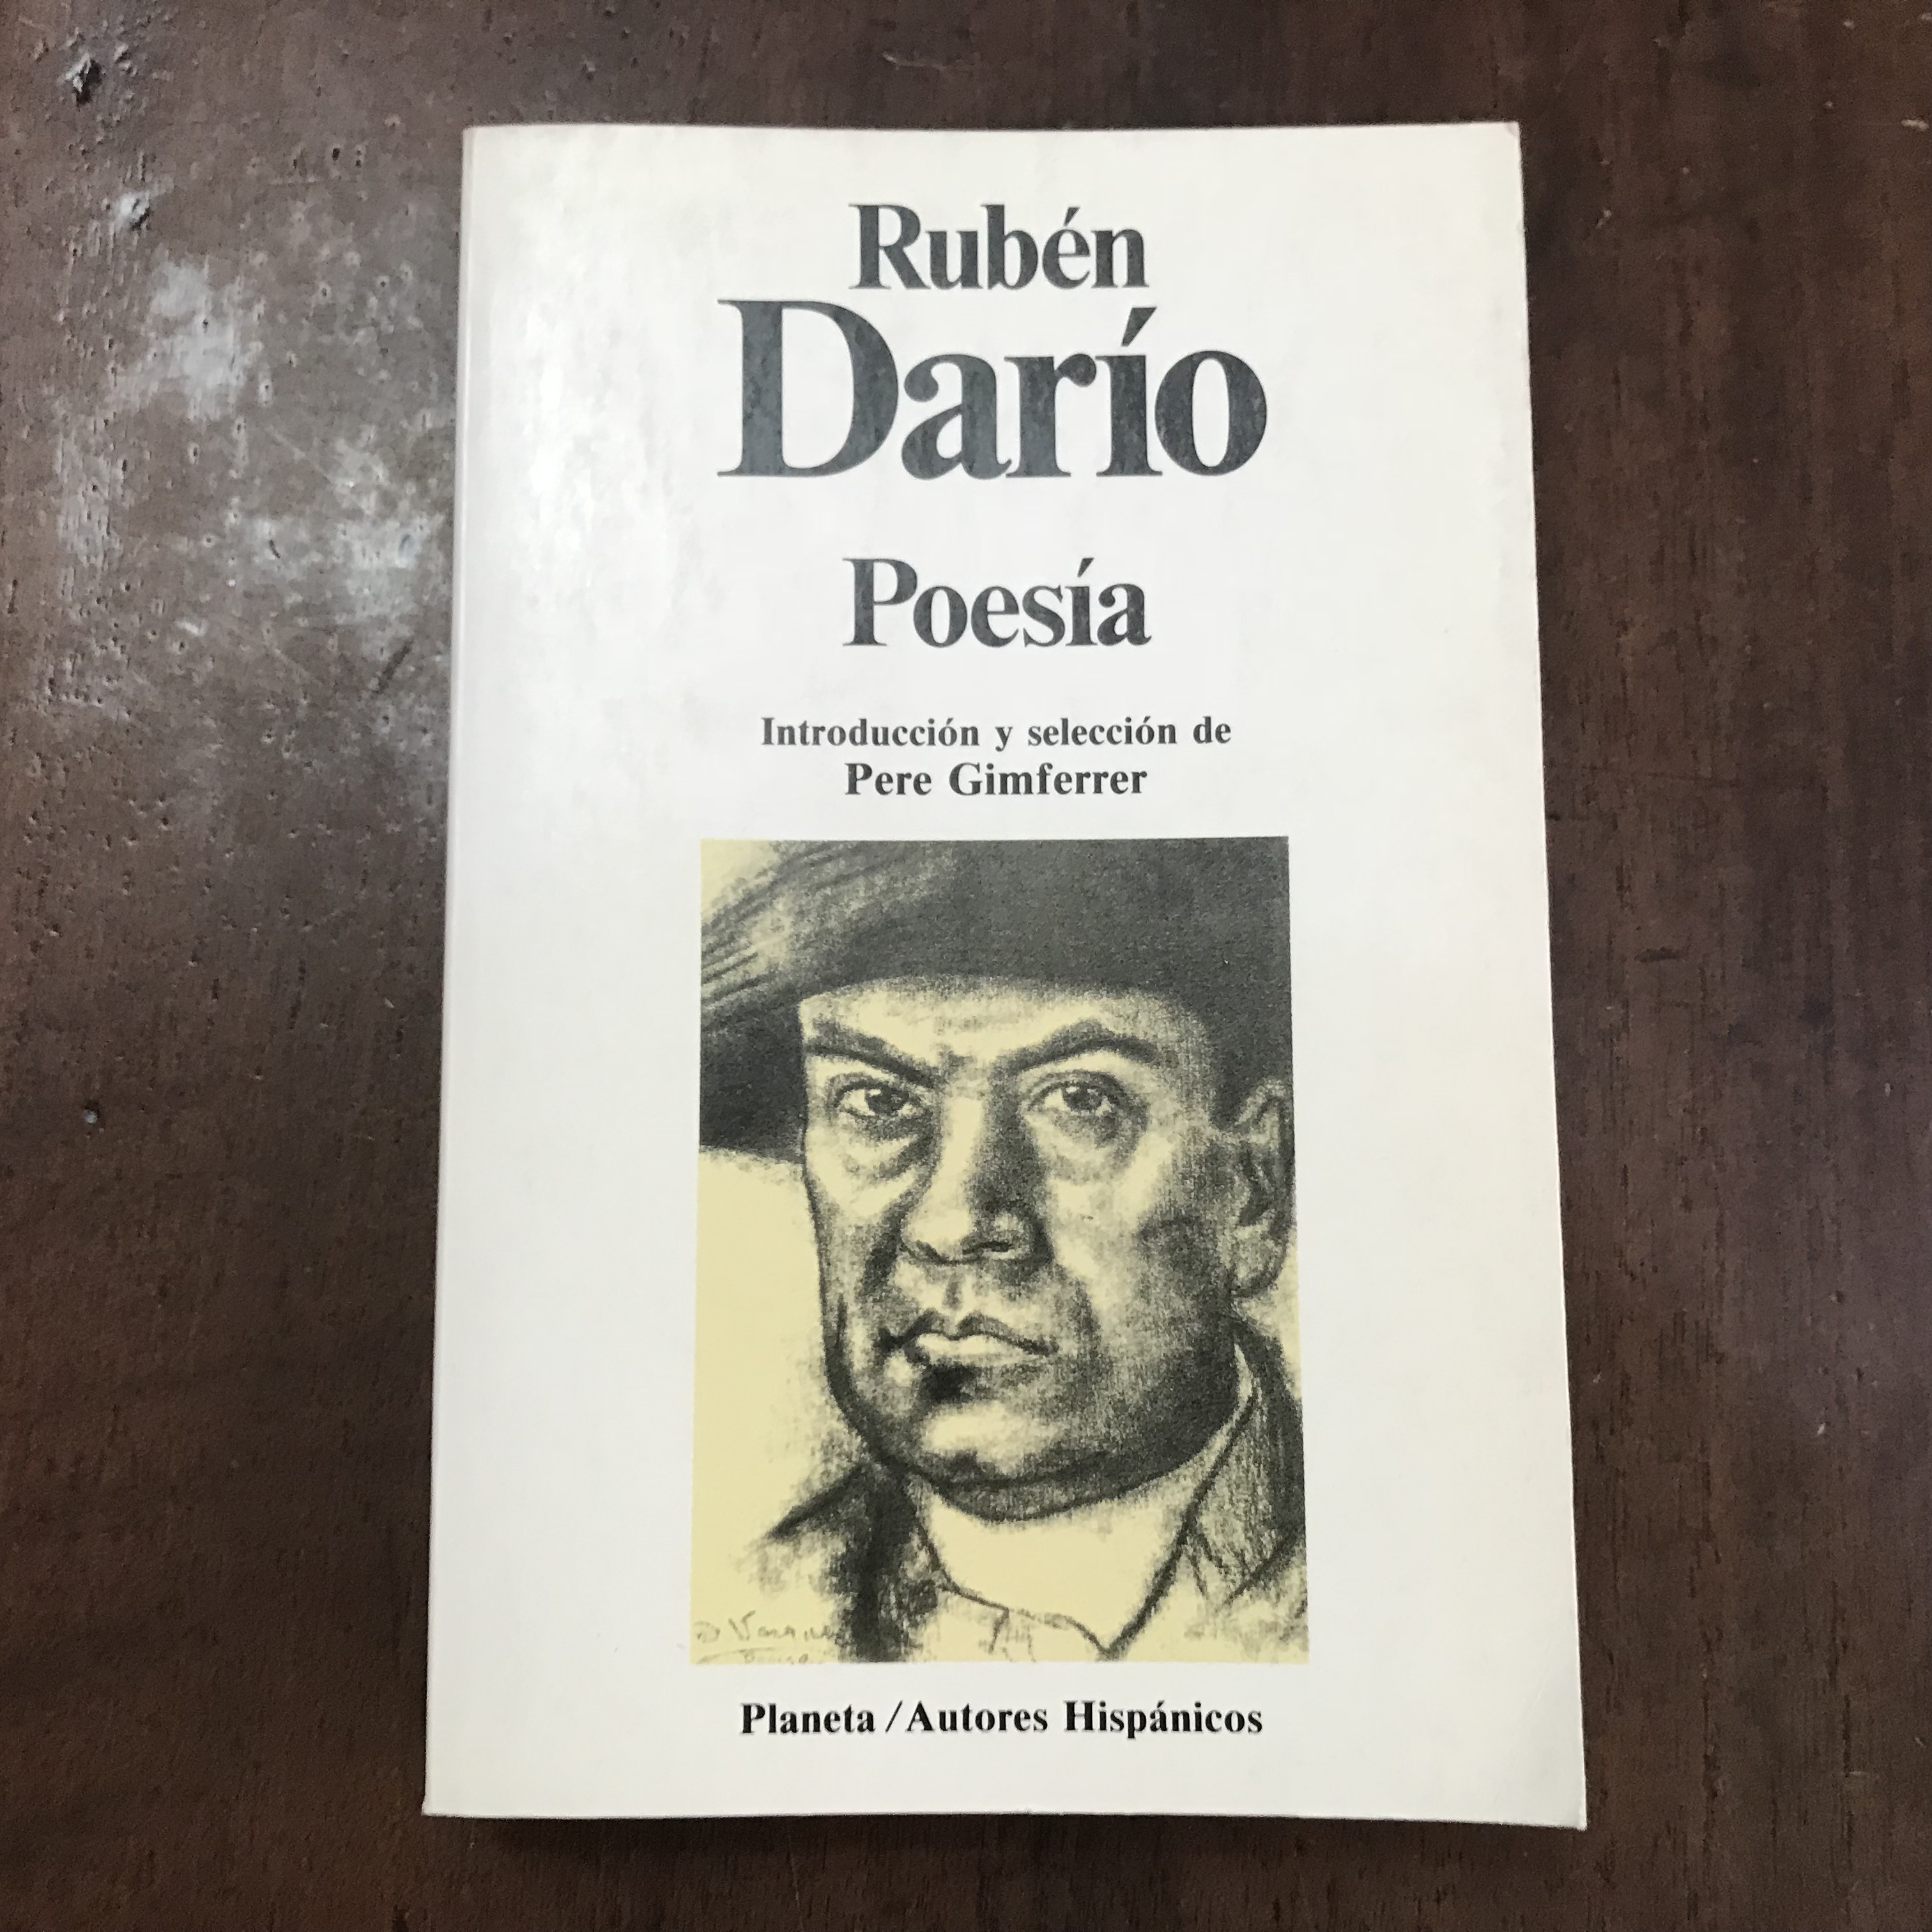 Rubén
Darío
Poesía
Introducción y selección de
Pere Gimferrer
Planeta/Autores Hispánicos